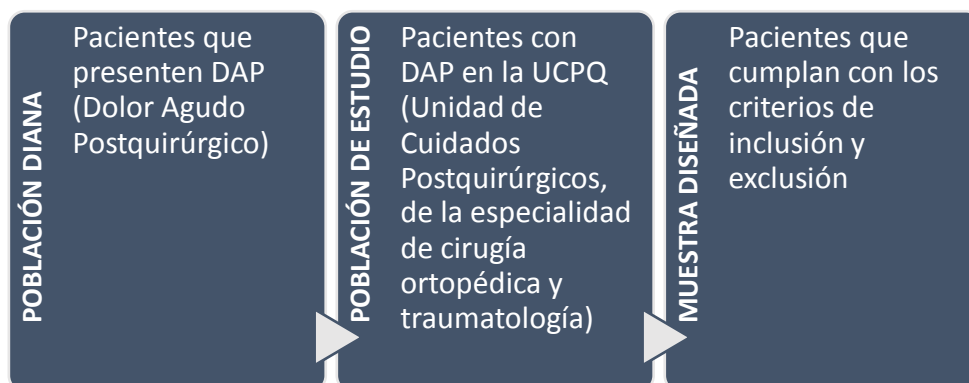 POBLACIÓN DIANA
Pacientes que
presenten DAP
(Dolor Agudo
Postquirúrgico)
POBLACIÓN DE ESTUDIO
Pacientes con
DAP en la UCPQ
(Unidad de
Cuidados
Postquirúrgicos,
de la especialidad
de cirugía
ortopédica y
traumatología)
MUESTRA DISEÑADA
Pacientes que
cumplan con los
criterios de
inclusión y
exclusión